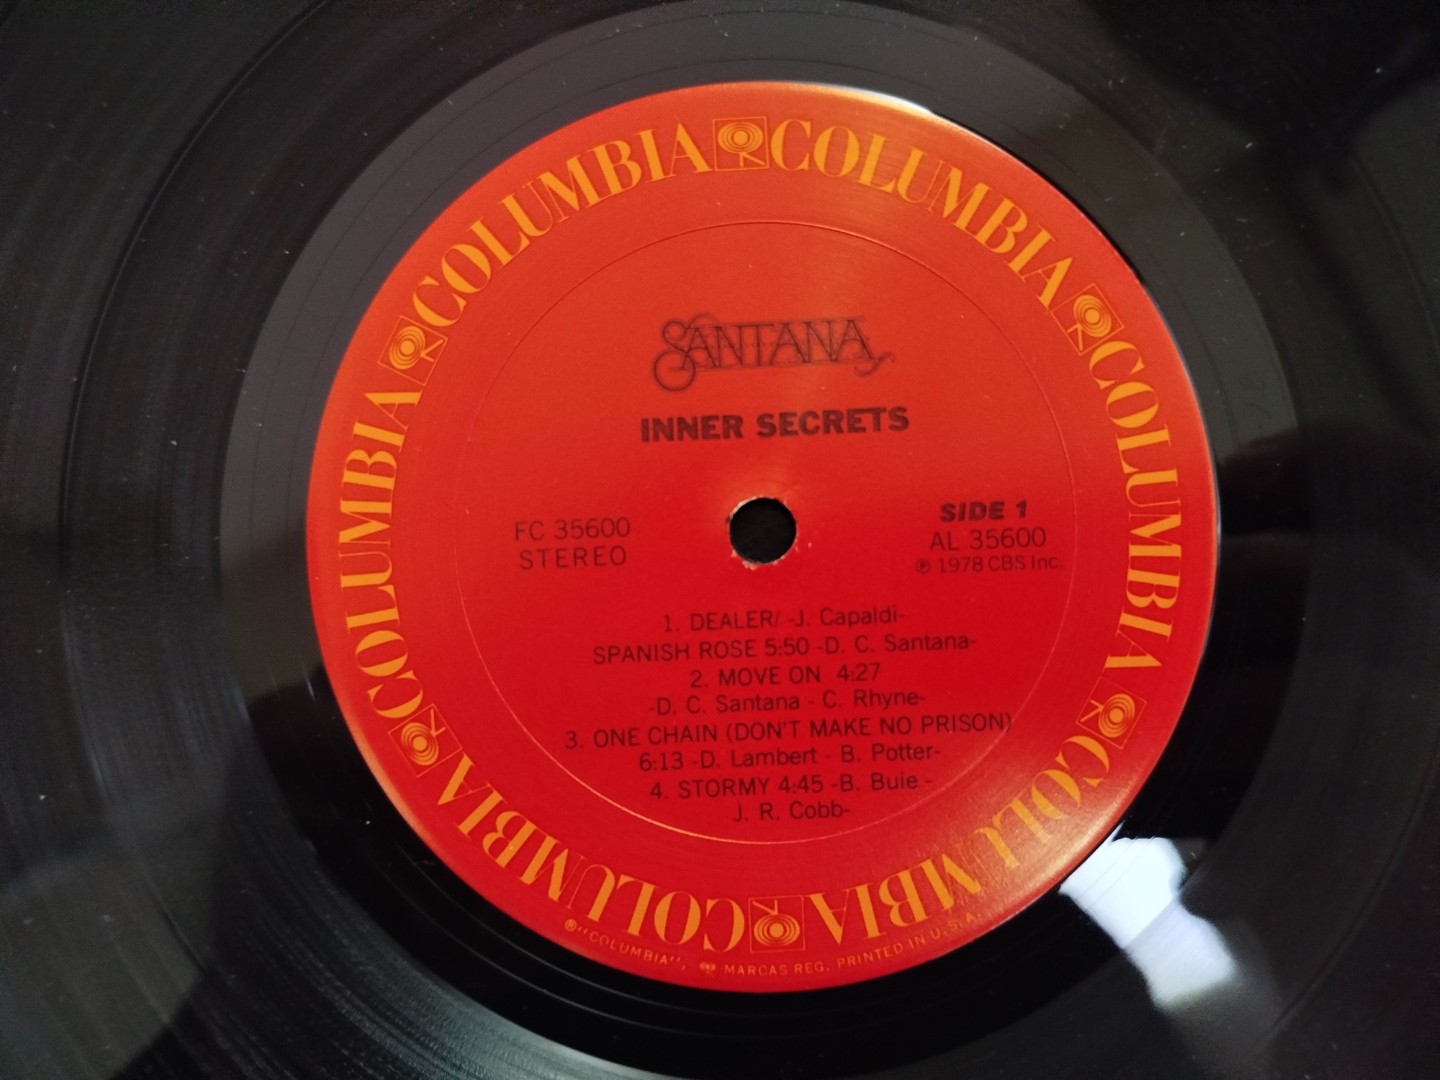 COLUMBIA COLUMBIA COLUMBIA COLUMBIA COLUMBIA COLUMBIA
SANTANA
INNER SECRETS
FC 35600
STEREO
SIDE 1
AL 35600
℗ 1978 CBS Inc.
1. DEALER/ -J. Capaldi-
SPANISH ROSE 5:50 -D. C. Santana-
2. MOVE ON 4:27
-D. C. Santana - C. Rhyne-
3. ONE CHAIN (DON'T MAKE NO PRISON)
6:13 -D. Lambert - B. Potter-
4. STORMY 4:45 -B. Buie -
J. R. Cobb-
®"COLUMBIA", MARCAS REG. PRINTED IN U.S.A.